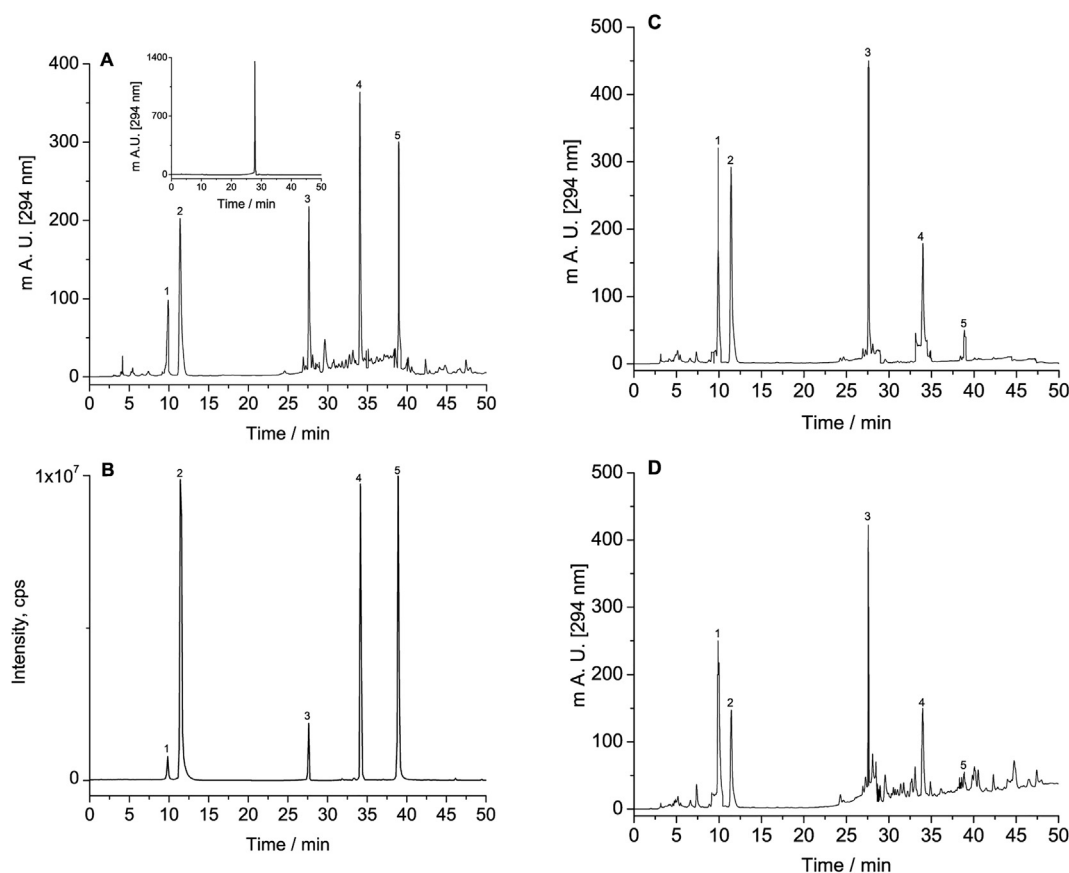 A
m A. U. [294 nm]
400
300
200
100
0
0 5 10 15 20 25 30 35 40 45 50
Time / min
1 2 3 4 5
m A.U. [294 nm]
1400
700
0
0 10 20 30 40 50
Time / min
B
Intensity, cps
1x10⁷
0
0 5 10 15 20 25 30 35 40 45 50
Time / min
1 2 3 4 5
C
m A. U. [294 nm]
500
400
300
200
100
0
0 5 10 15 20 25 30 35 40 45 50
Time / min
1 2 3 4 5
D
m A. U. [294 nm]
500
400
300
200
100
0
0 5 10 15 20 25 30 35 40 45 50
Time / min
1 2 3 4 5